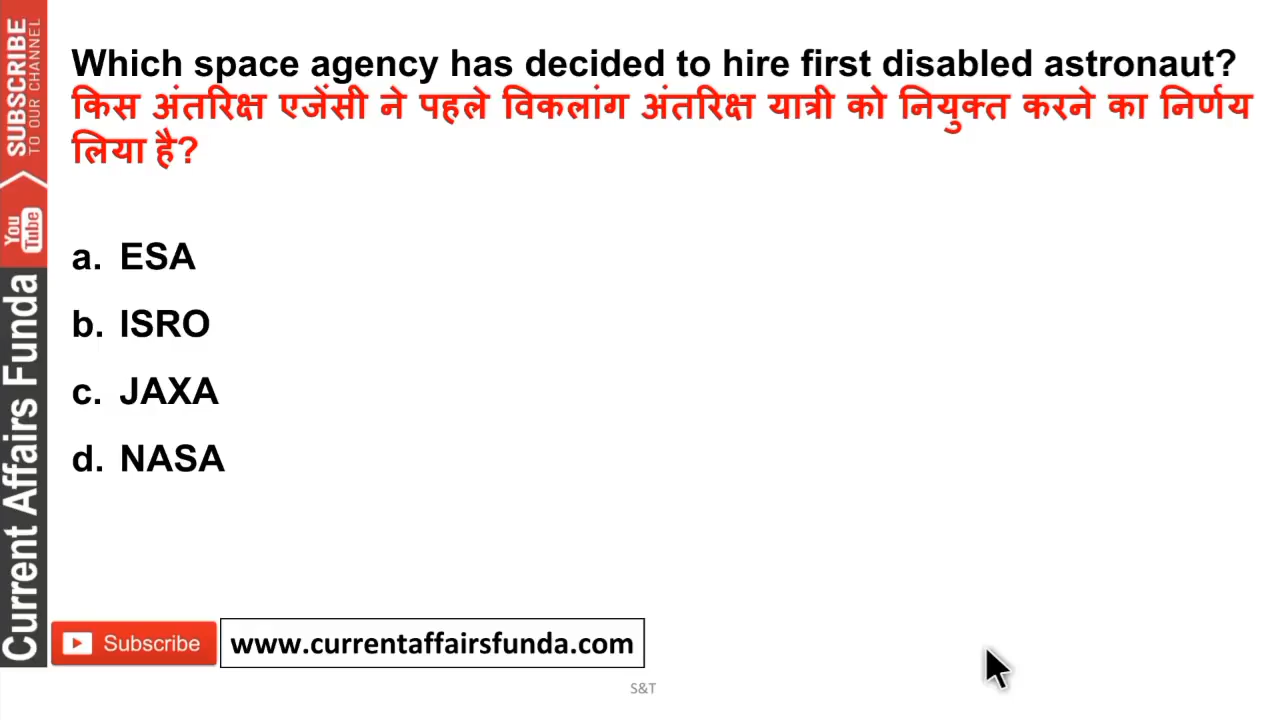 Which space agency has decided to hire first disabled astronaut?
किस अंतरिक्ष एजेंसी ने पहले विकलांग अंतरिक्ष यात्री को नियुक्त करने का निर्णय
लिया है?
a. ESA
b. ISRO
c. JAXA
d. NASA
SUBSCRIBE
TO OUR CHANNEL
You
Tube
Current Affairs Funda
Subscribe
www.currentaffairsfunda.com
S&T